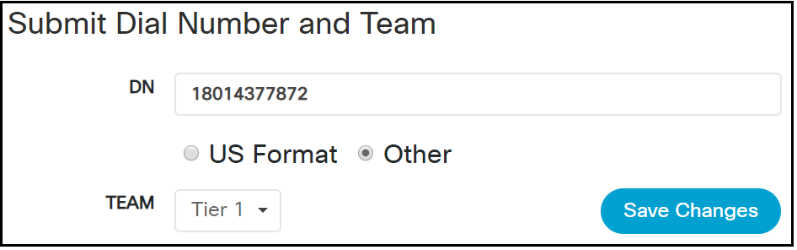 Submit Dial Number and Team
DN 18014377872
US Format Other
TEAM Tier 1 Save Changes